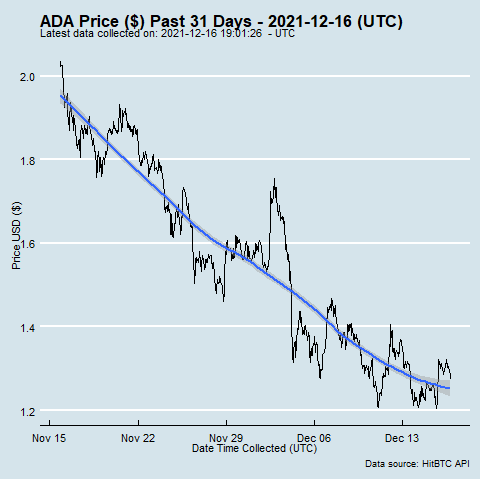 ADA Price ($) Past 31 Days - 2021-12-16 (UTC)
Latest data collected on: 2021-12-16 19:01:26 - UTC
Price USD ($)
2.0
1.8
1.6
1.4
1.2
Nov 15 Nov 22 Nov 29 Dec 06 Dec 13
Date Time Collected (UTC)
Data source: HitBTC API